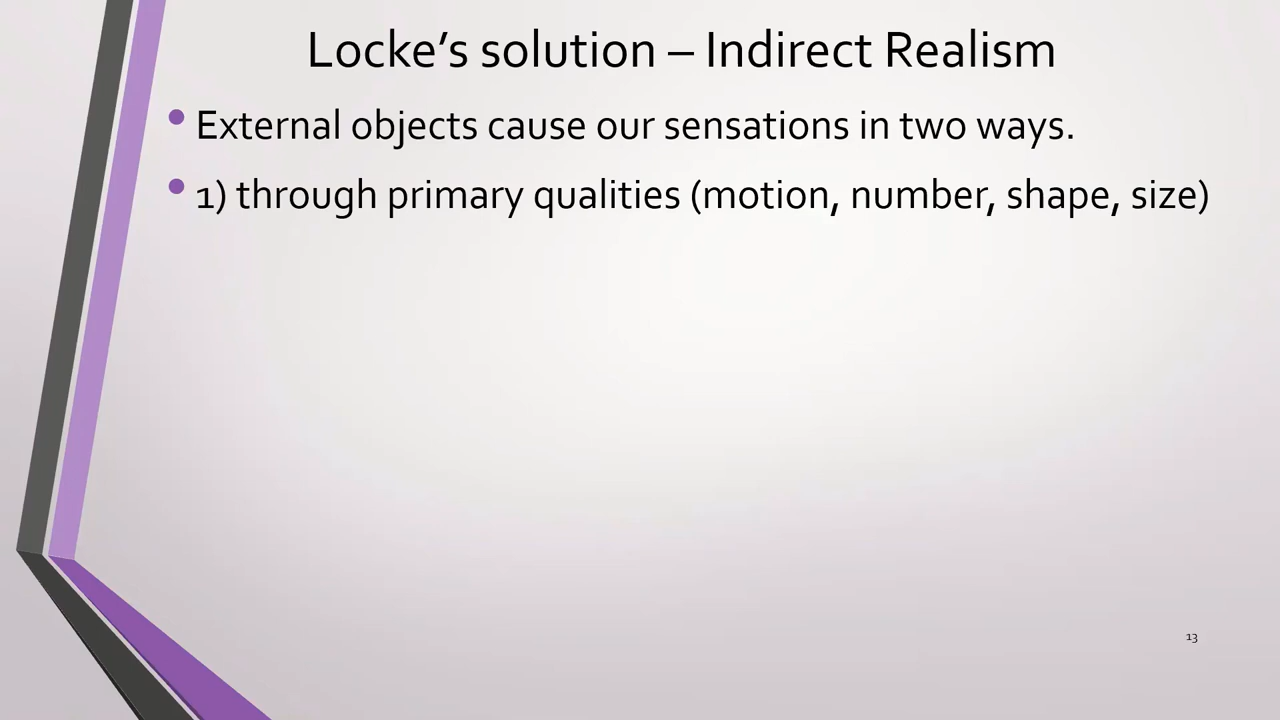 Locke’s solution – Indirect Realism
• External objects cause our sensations in two ways.
• 1) through primary qualities (motion, number, shape, size)
13